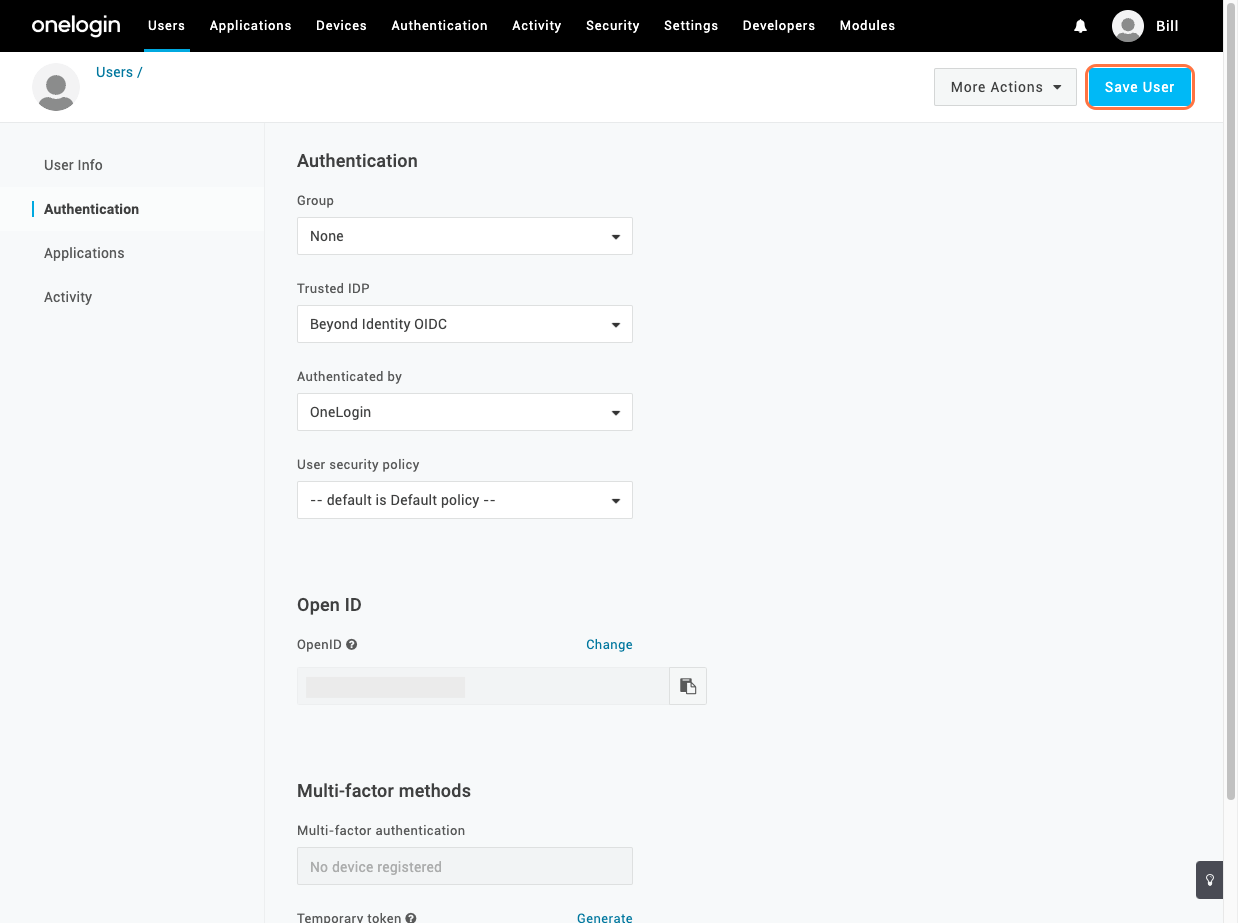 onelogin Users Applications Devices Authentication Activity Security Settings Developers Modules Bill
Users /
More Actions Save User
User Info
Authentication
Applications
Activity
Authentication
Group
None
Trusted IDP
Beyond Identity OIDC
Authenticated by
OneLogin
User security policy
-- default is Default policy --
Open ID
OpenID ? Change
Multi-factor methods
Multi-factor authentication
No device registered
Temporary token ? Generate